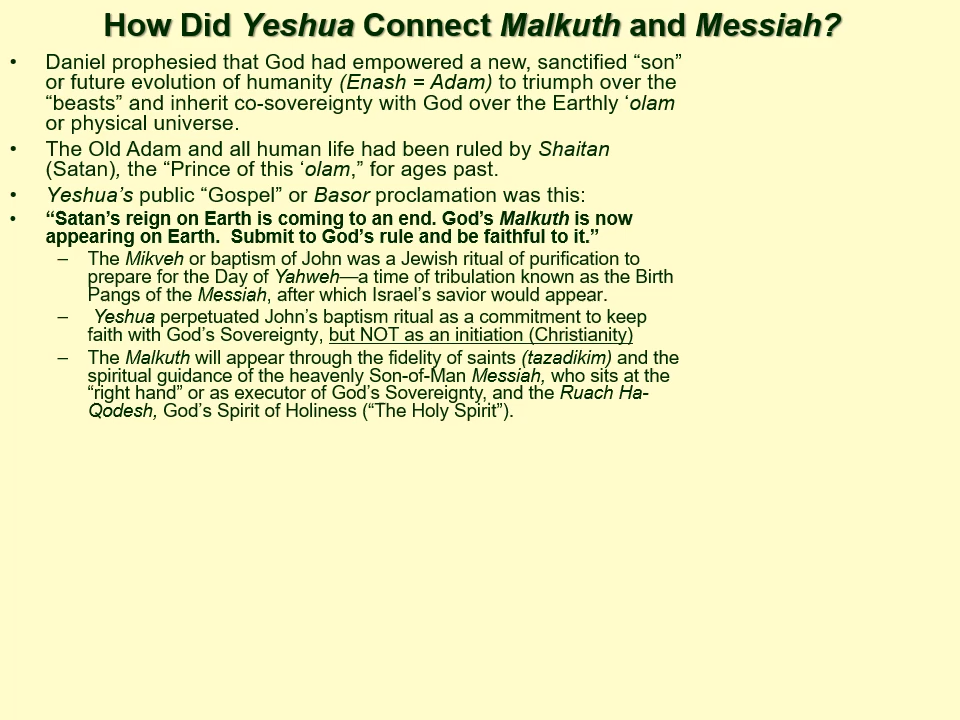 How Did Yeshua Connect Malkuth and Messiah?
• Daniel prophesied that God had empowered a new, sanctified “son”
or future evolution of humanity (Enash = Adam) to triumph over the
“beasts” and inherit co-sovereignty with God over the Earthly ‘olam
or physical universe.
• The Old Adam and all human life had been ruled by Shaitan
(Satan), the “Prince of this ‘olam,” for ages past.
• Yeshua’s public “Gospel” or Basor proclamation was this:
• “Satan’s reign on Earth is coming to an end. God’s Malkuth is now
appearing on Earth.  Submit to God’s rule and be faithful to it.”
– The Mikveh or baptism of John was a Jewish ritual of purification to
prepare for the Day of Yahweh—a time of tribulation known as the Birth
Pangs of the Messiah, after which Israel’s savior would appear.
– Yeshua perpetuated John’s baptism ritual as a commitment to keep
faith with God’s Sovereignty, but NOT as an initiation (Christianity)
– The Malkuth will appear through the fidelity of saints (tazadikim) and the
spiritual guidance of the heavenly Son-of-Man Messiah, who sits at the
“right hand” or as executor of God’s Sovereignty, and the Ruach Ha-
Qodesh, God’s Spirit of Holiness (“The Holy Spirit”).